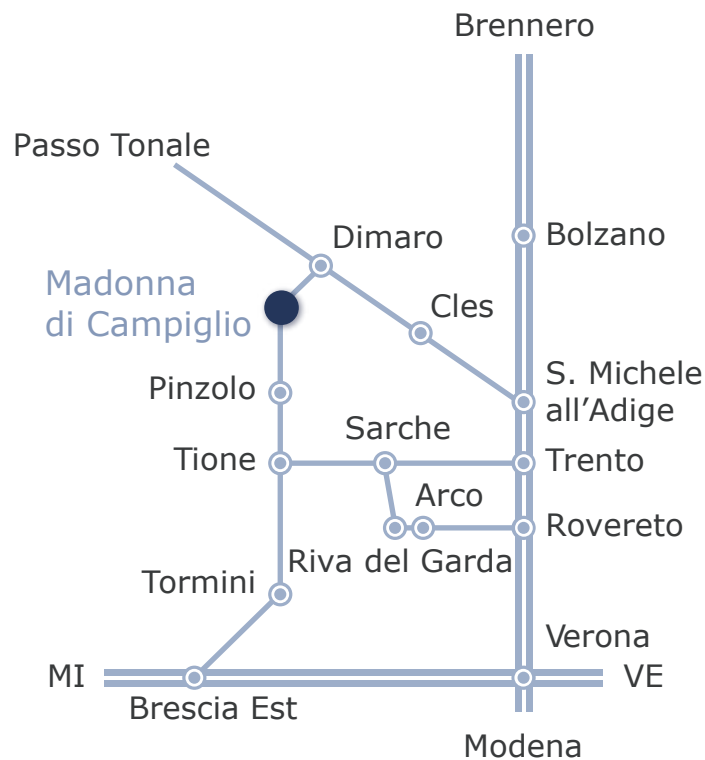 Brennero
Passo Tonale
Dimaro
Bolzano
Madonna
di Campiglio
Cles
Pinzolo
S. Michele
all'Adige
Sarche
Tione
Trento
Arco
Rovereto
Riva del Garda
Tormini
Verona
MI
VE
Brescia Est
Modena